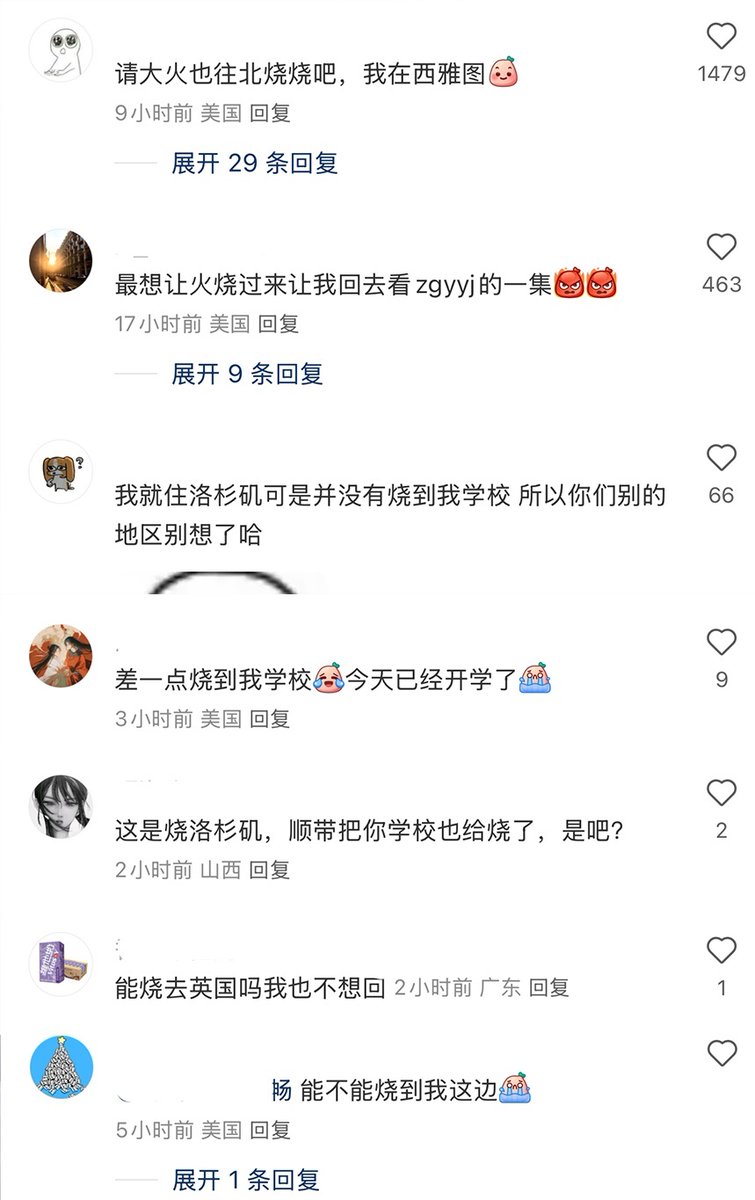 请大火也往北烧烧吧，我在西雅图
1479
9小时前 美国 回复
展开 29 条回复
最想让火烧过来让我回去看zgyyj的一集
463
17小时前 美国 回复
展开 9 条回复
我就住洛杉矶可是并没有烧到我学校 所以你们别的
地区别想了哈
66
差一点烧到我学校今天已经开学了
9
3小时前 美国 回复
这是烧洛杉矶，顺带把你学校也给烧了，是吧?
2
2小时前 山西 回复
能烧去英国吗我也不想回 2小时前 广东 回复
1
畅 能不能烧到我这边
5小时前 美国 回复
展开 1 条回复